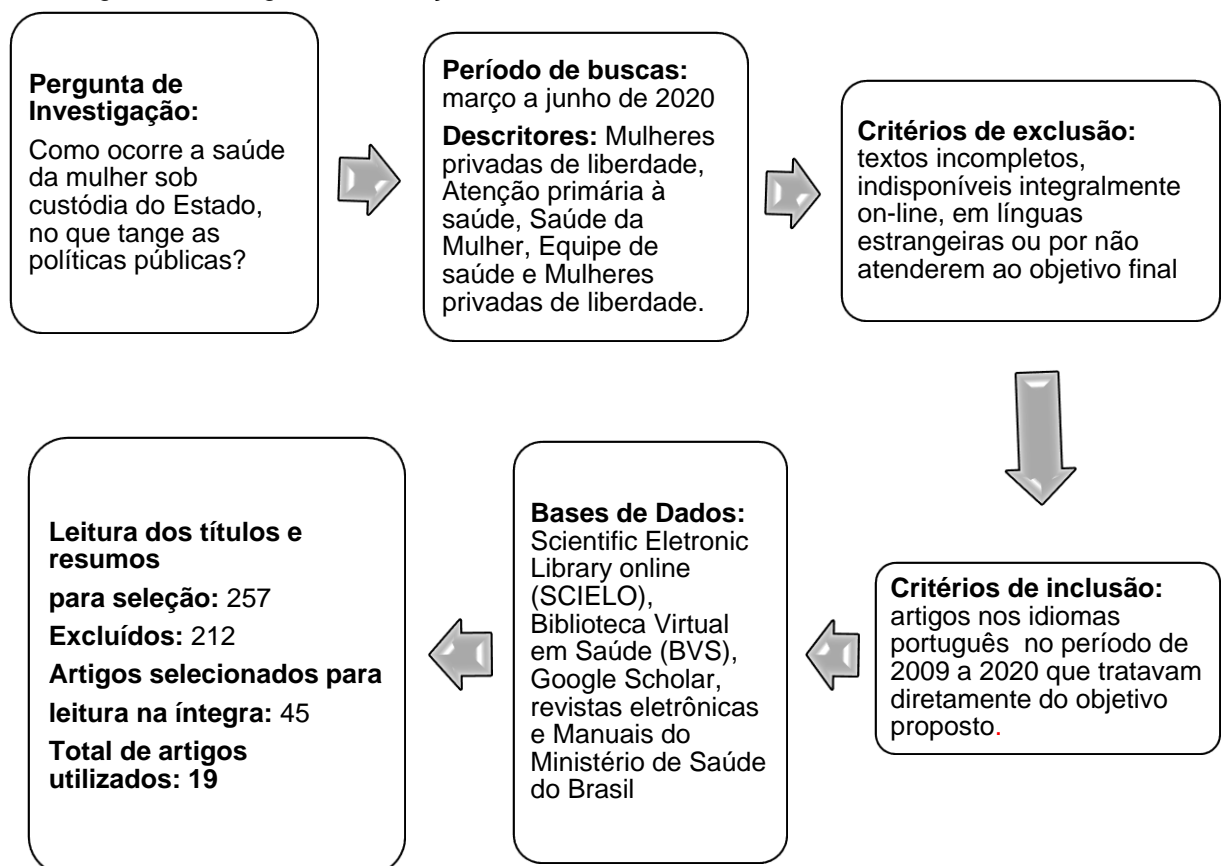 Pergunta de
Investigação:
Como ocorre a saúde
da mulher sob
custódia do Estado,
no que tange as
políticas públicas?
Período de buscas:
março a junho de 2020
Descritores: Mulheres
privadas de liberdade,
Atenção primária à
saúde, Saúde da
Mulher, Equipe de
saúde e Mulheres
privadas de liberdade.
Critérios de exclusão:
textos incompletos,
indisponíveis integralmente
on-line, em línguas
estrangeiras ou por não
atenderem ao objetivo final
Critérios de inclusão:
artigos nos idiomas
português no período de
2009 a 2020 que tratavam
diretamente do objetivo
proposto.
Bases de Dados:
Scientific Eletronic
Library online
(SCIELO),
Biblioteca Virtual
em Saúde (BVS),
Google Scholar,
revistas eletrônicas
e Manuais do
Ministério de Saúde
do Brasil
Leitura dos títulos e
resumos
para seleção: 257
Excluídos: 212
Artigos selecionados para
leitura na íntegra: 45
Total de artigos
utilizados: 19